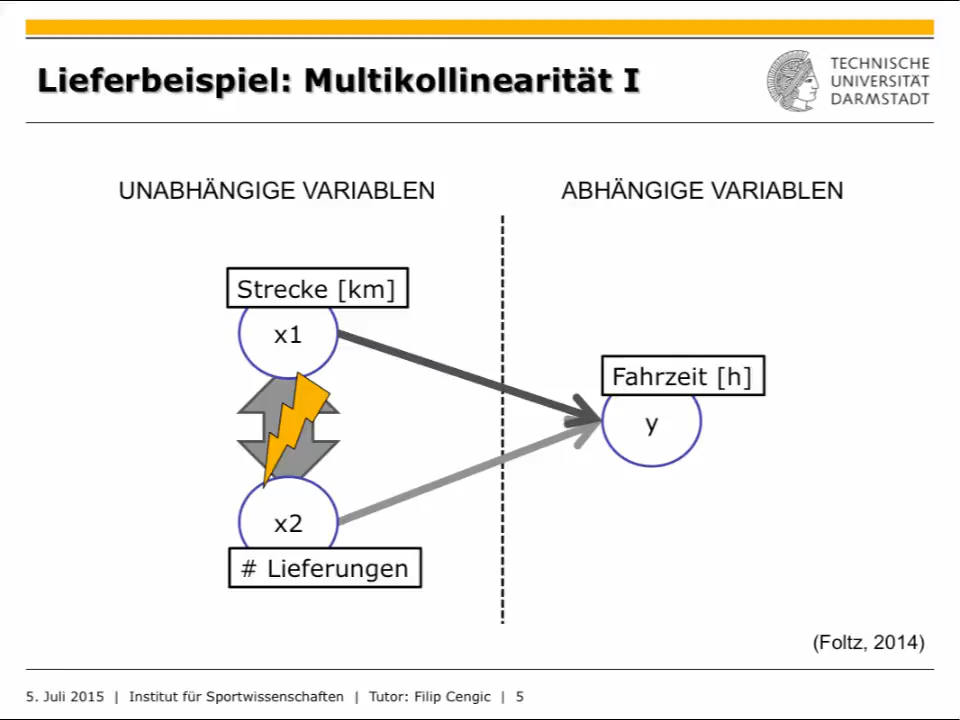 Lieferbeispiel: Multikollinearität I
TECHNISCHE
UNIVERSITÄT
DARMSTADT
UNABHÄNGIGE VARIABLEN
ABHÄNGIGE VARIABLEN
Strecke [km]
x1
Fahrzeit [h]
y
x2
# Lieferungen
(Foltz, 2014)
5. Juli 2015 | Institut für Sportwissenschaften | Tutor: Filip Cengic | 5